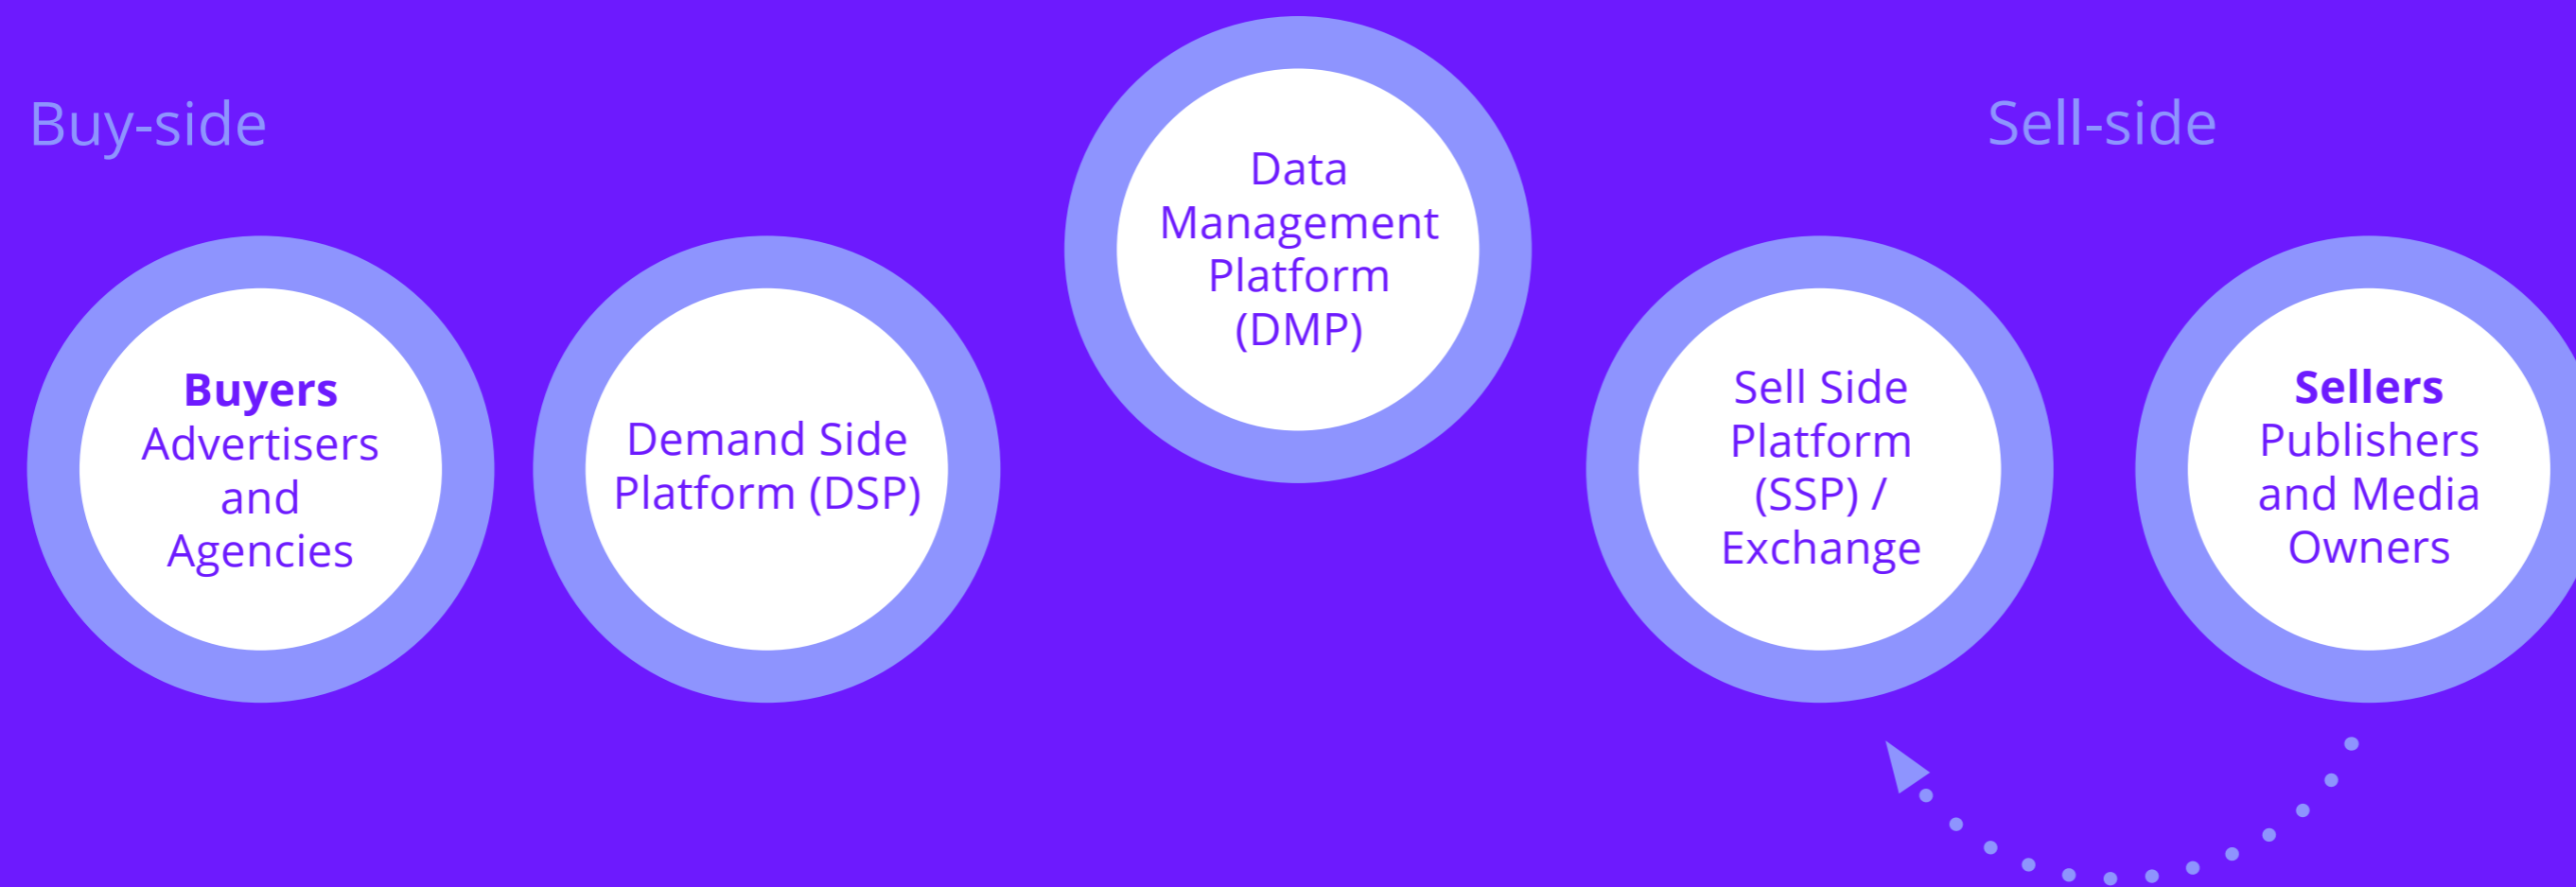 Buy-side
Sell-side
Buyers
Advertisers
and
Agencies
Demand Side
Platform (DSP)
Data
Management
Platform
(DMP)
Sell Side
Platform
(SSP) /
Exchange
Sellers
Publishers
and Media
Owners